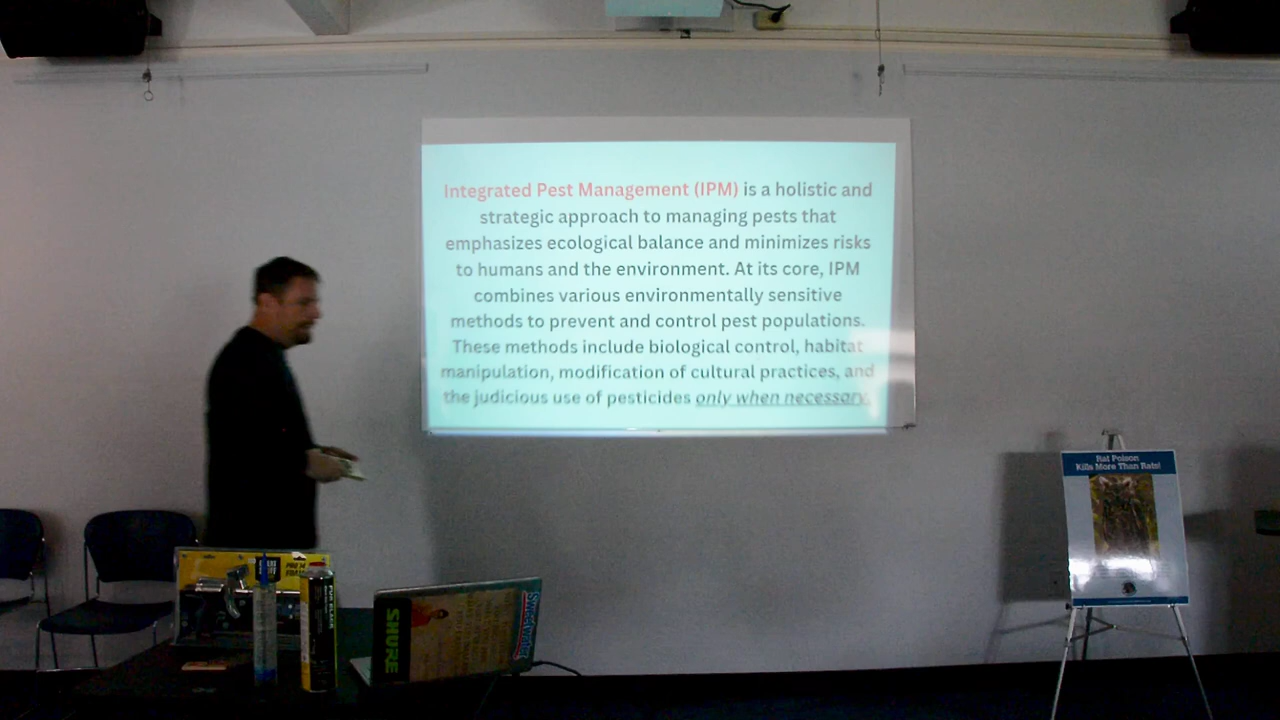 Integrated Pest Management (IPM) is a holistic and
strategic approach to managing pests that
emphasizes ecological balance and minimizes risks
to humans and the environment. At its core, IPM
combines various environmentally sensitive
methods to prevent and control pest populations.
These methods include biological control, habitat
manipulation, modification of cultural practices, and
the judicious use of pesticides only when necessary.
Rat Poison
Kills More Than Rats!
SHURE
Sweetwater